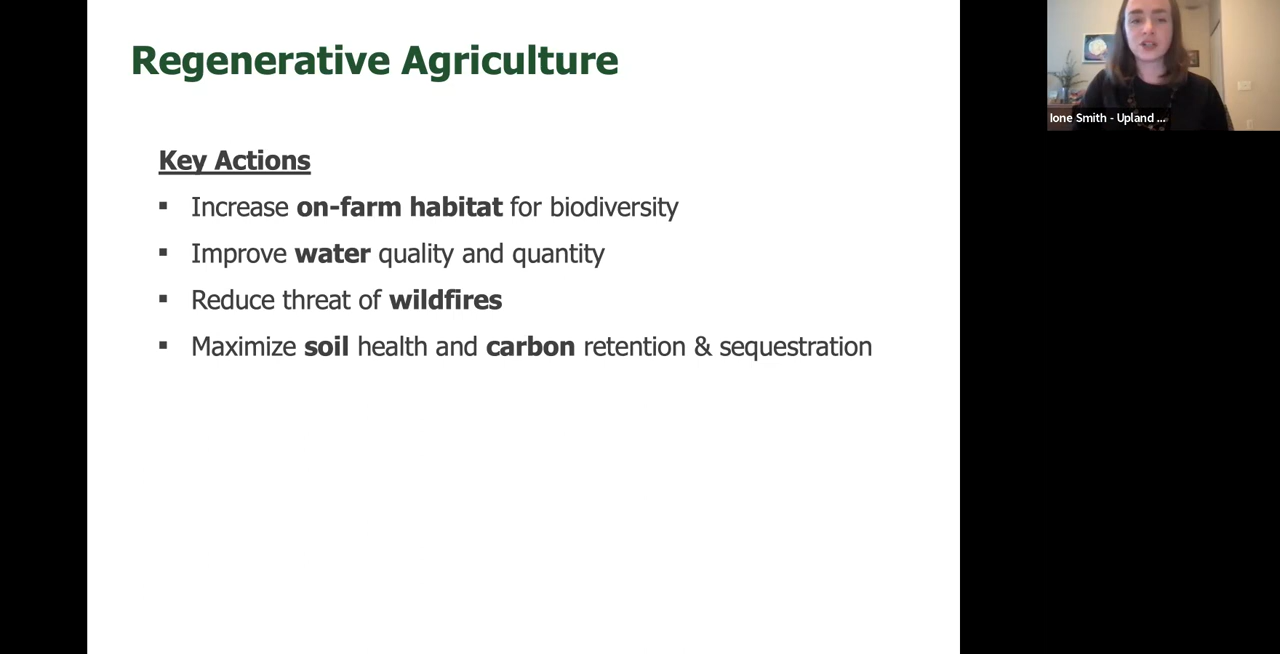 Regenerative Agriculture
Key Actions
▪ Increase on-farm habitat for biodiversity
▪ Improve water quality and quantity
▪ Reduce threat of wildfires
▪ Maximize soil health and carbon retention & sequestration
Ione Smith - Upland ...